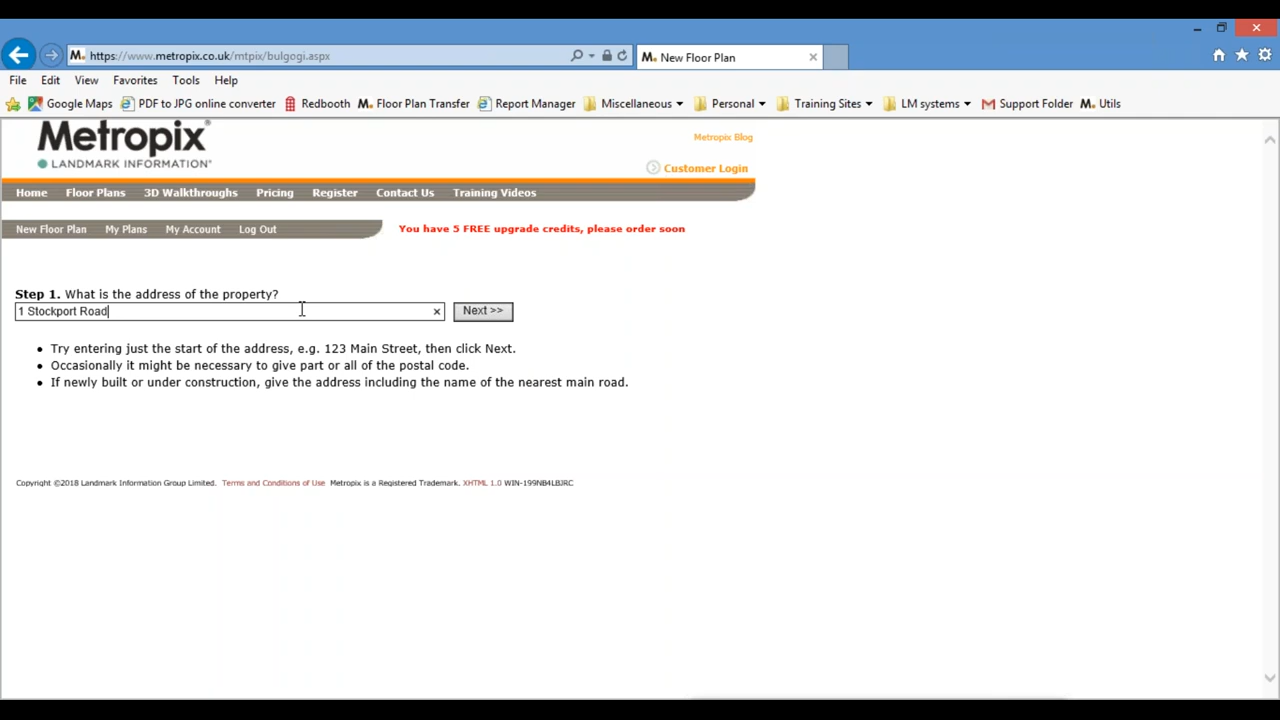 https://www.metropix.co.uk/mtpix/bulgogi.aspx
M. New Floor Plan
File Edit View Favorites Tools Help
Google Maps PDF to JPG online converter Redbooth M. Floor Plan Transfer Report Manager Miscellaneous Personal Training Sites LM systems Support Folder M. Utils
Metropix®
LANDMARK INFORMATION
Metropix Blog
Customer Login
Home Floor Plans 3D Walkthroughs Pricing Register Contact Us Training Videos
New Floor Plan My Plans My Account Log Out You have 5 FREE upgrade credits, please order soon
Step 1. What is the address of the property?
1 Stockport Road Next >>
• Try entering just the start of the address, e.g. 123 Main Street, then click Next.
• Occasionally it might be necessary to give part or all of the postal code.
• If newly built or under construction, give the address including the name of the nearest main road.
Copyright ©2018 Landmark Information Group Limited. Terms and Conditions of Use Metropix is a Registered Trademark. XHTML 1.0 WIN-199NB4LBJRC